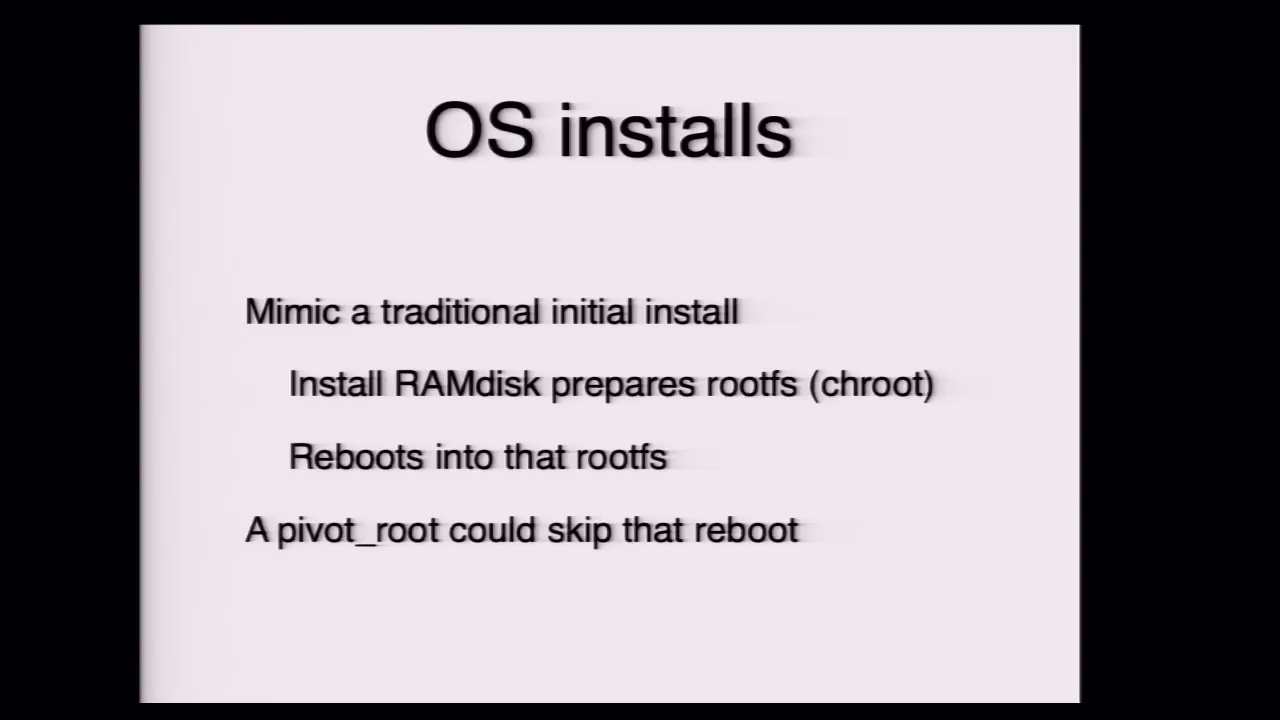 OS installs
Mimic a traditional initial install
Install RAMdisk prepares rootfs (chroot)
Reboots into that rootfs
A pivot_root could skip that reboot